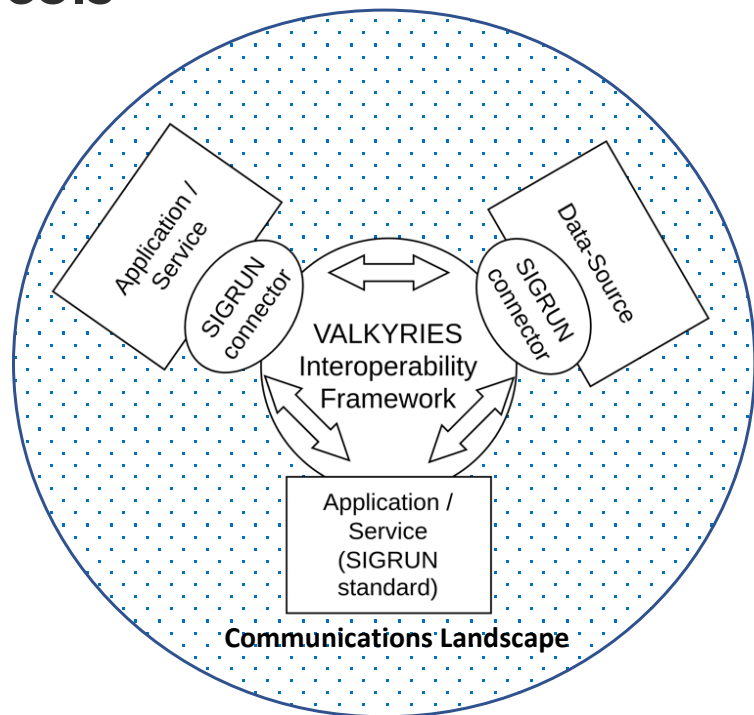 Application /
Service
SIGRUN
connector
Data-Source
SIGRUN
connector
VALKYRIES
Interoperability
Framework
Application /
Service
(SIGRUN
standard)
Communications Landscape